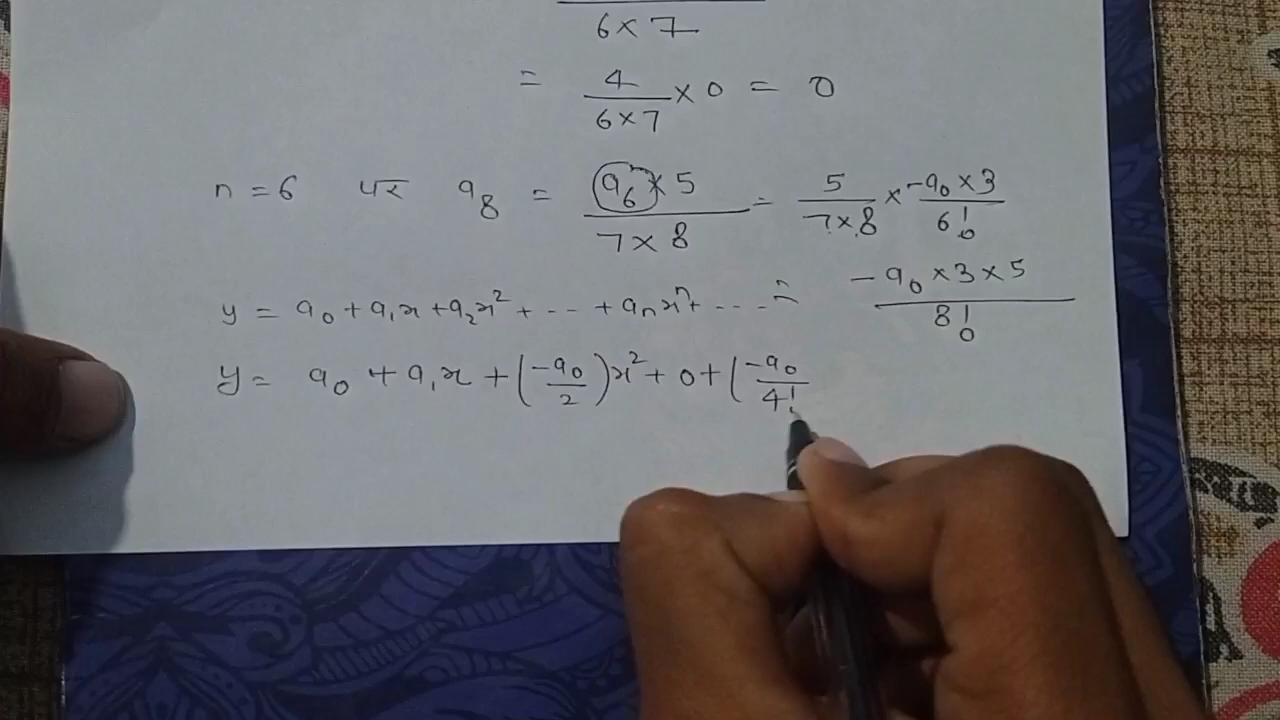 6 × 7
= 4 / 6 × 7 × 0 = 0
n = 6 पर a₈ = a₆ × 5 / 7 × 8 = 5 / 7 × 8 × -a₀ × 3 / 6!
= -a₀ × 3 × 5 / 8!
y = a₀ + a₁x + a₂x² + --- + aₙxⁿ + ----
y = a₀ + a₁x + (-a₀ / 2)x² + 0 + (-a₀ / 4!